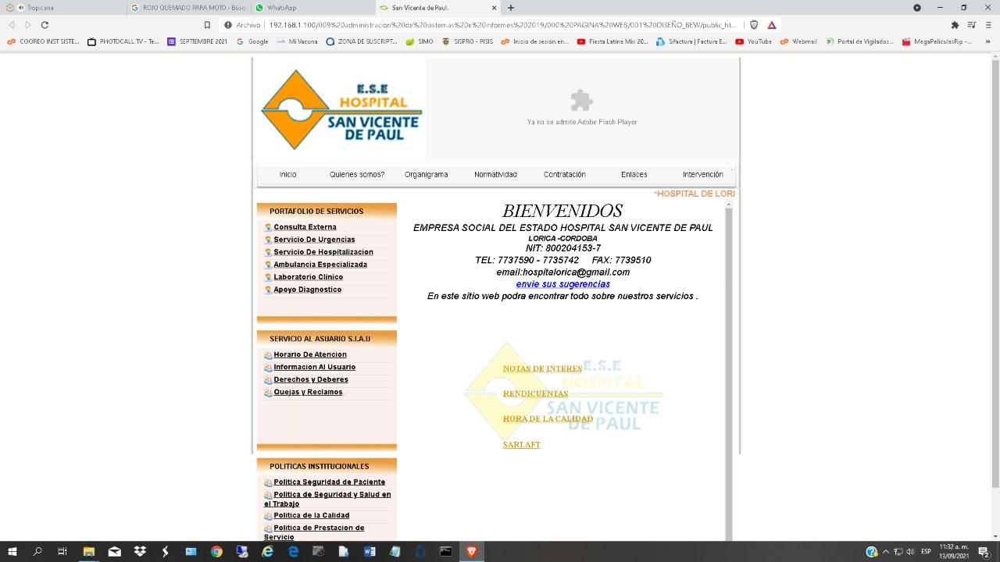 Tropicana
ROJO QUEMADO PARA MOTO - Búsq
San Vicente de Paul.
Archivo
192.168.1.100/009%20administracion%20de%20sistemas%20e%20informes%202019/000%20PAGINA%20WEB/001%20DISEÑO_BEW/public_ht...
COOREO INST SISTE...
PHOTOCALL.TV - Te...
SEPTIEMBRE DEL 2021
Google
Mi Vacuna
ZONA DE SUSCRIPT...
SIMO
SISPRO - PISIS
Inicio de sesión en...
Fiesta Latina Mix 20...
Sifactura | Factura E...
YouTube
Webmail
Portal de Vigilados...
MegaPeliculasRip -...
»
E.S.E
HOSPITAL
SAN VICENTE
DE PAUL
Ya no se admite Adobe Flash Player
Inicio
Quienes somos?
Organigrama
Normatividad
Contratación
Enlaces
Intervención
"HOSPITAL DE LORI
PORTAFOLIO DE SERVICIOS
Consulta Externa
Servicio De Urgencias
Servicio De Hospitalizacion
Ambulancia Especializada
Laboratorio Clinico
Apoyo Diagnostico
SERVICIO AL ASUARIO S.I.A.U
Horario De Atencion
Informacion Al Usuario
Derechos y Deberes
Quejas y Reclamos
POLITICAS INSTITUCIONALES
Politica Seguridad de Paciente
Politica de Seguridad y Salud en
el Trabajo
Politica de la Calidad
Politica de Prestacion de
Servicio
BIENVENIDOS
EMPRESA SOCIAL DEL ESTADO HOSPITAL SAN VICENTE DE PAUL
LORICA -CORDOBA
NIT: 800204153-7
TEL: 7737590 - 7735742 FAX: 7739510
email:hospitalorica@gmail.com
envie sus sugerencias
En este sitio web podra encontrar todo sobre nuestros servicios .
E.S.E
HOSPITAL
SAN VICENTE
DE PAUL
NOTAS DE INTERES
RENDICUENTAS
HORA DE LA CALIDAD
SARLAFT
ESP
11:32 a.m.
13/09/2021